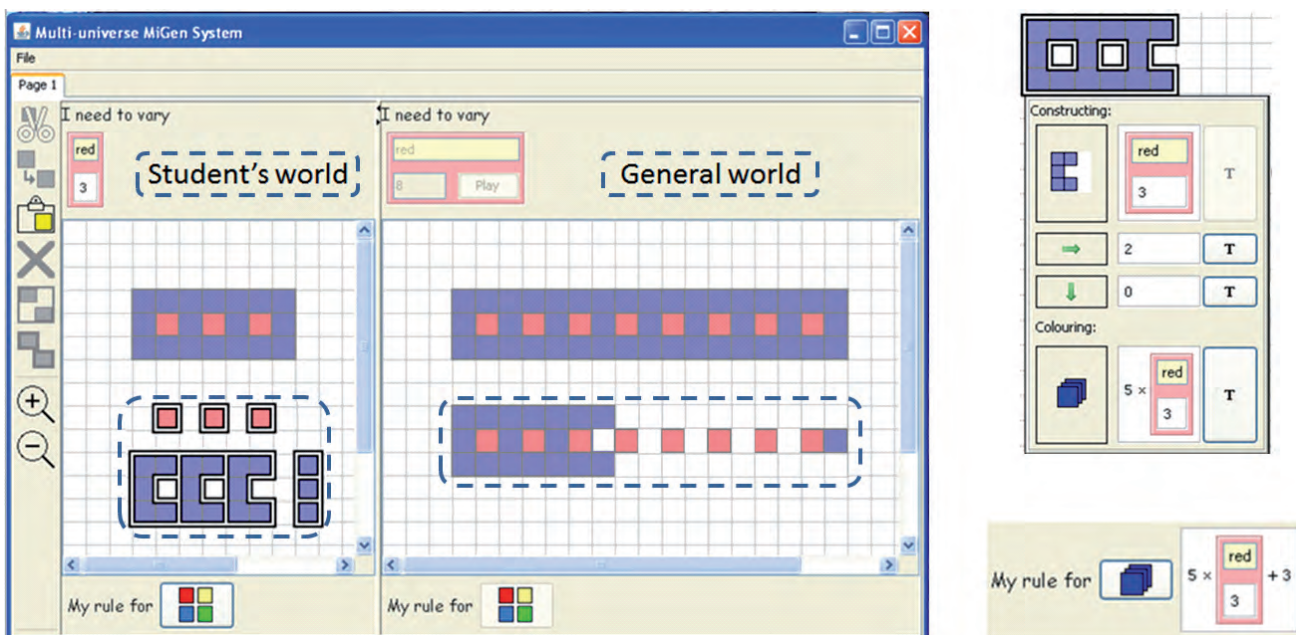 Multi-universe MiGen System
File
Page 1
I need to vary
red
3
Student's world
I need to vary
red
8 Play
General world
My rule for
My rule for
Constructing:
red
3
T
2 T
0 T
Colouring:
5 × red
3
T
My rule for 5 × red + 3
3